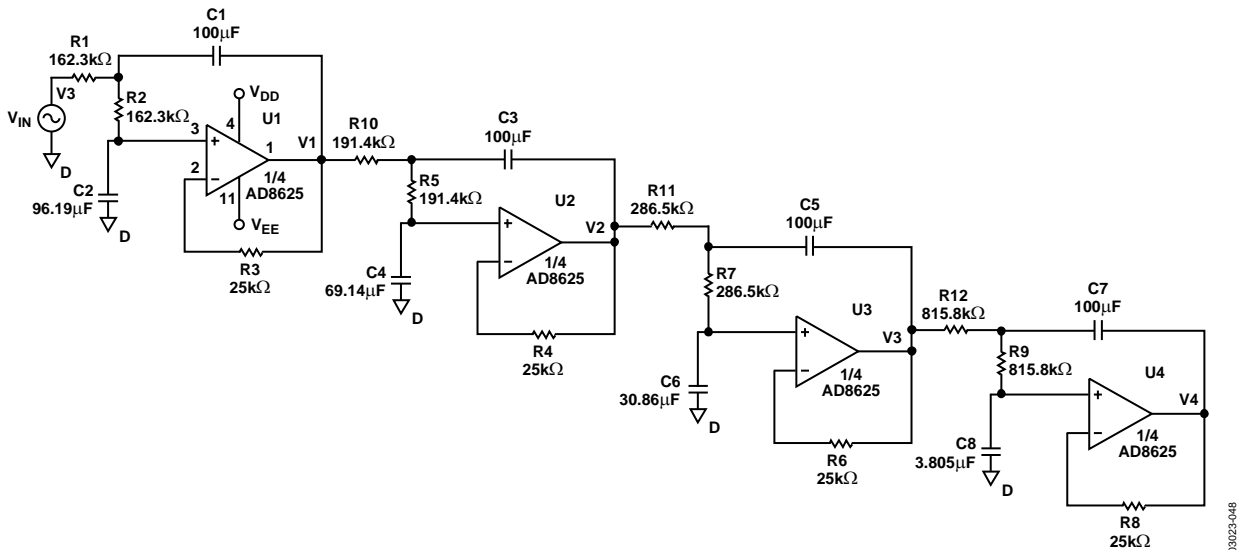 C1
100μF
R1
162.3kΩ
V3
VIN
D
R2
162.3kΩ
VDD
4
U1
3
+
1
V1
2
−
1/4
AD8625
11
VEE
C2
96.19μF
D
R3
25kΩ
R10
191.4kΩ
C3
100μF
R5
191.4kΩ
U2
+
−
V2
1/4
AD8625
C4
69.14μF
D
R4
25kΩ
R11
286.5kΩ
C5
100μF
R7
286.5kΩ
U3
+
−
V3
1/4
AD8625
C6
30.86μF
D
R6
25kΩ
R12
815.8kΩ
C7
100μF
R9
815.8kΩ
U4
+
−
V4
1/4
AD8625
C8
3.805μF
D
R8
25kΩ
03023-048